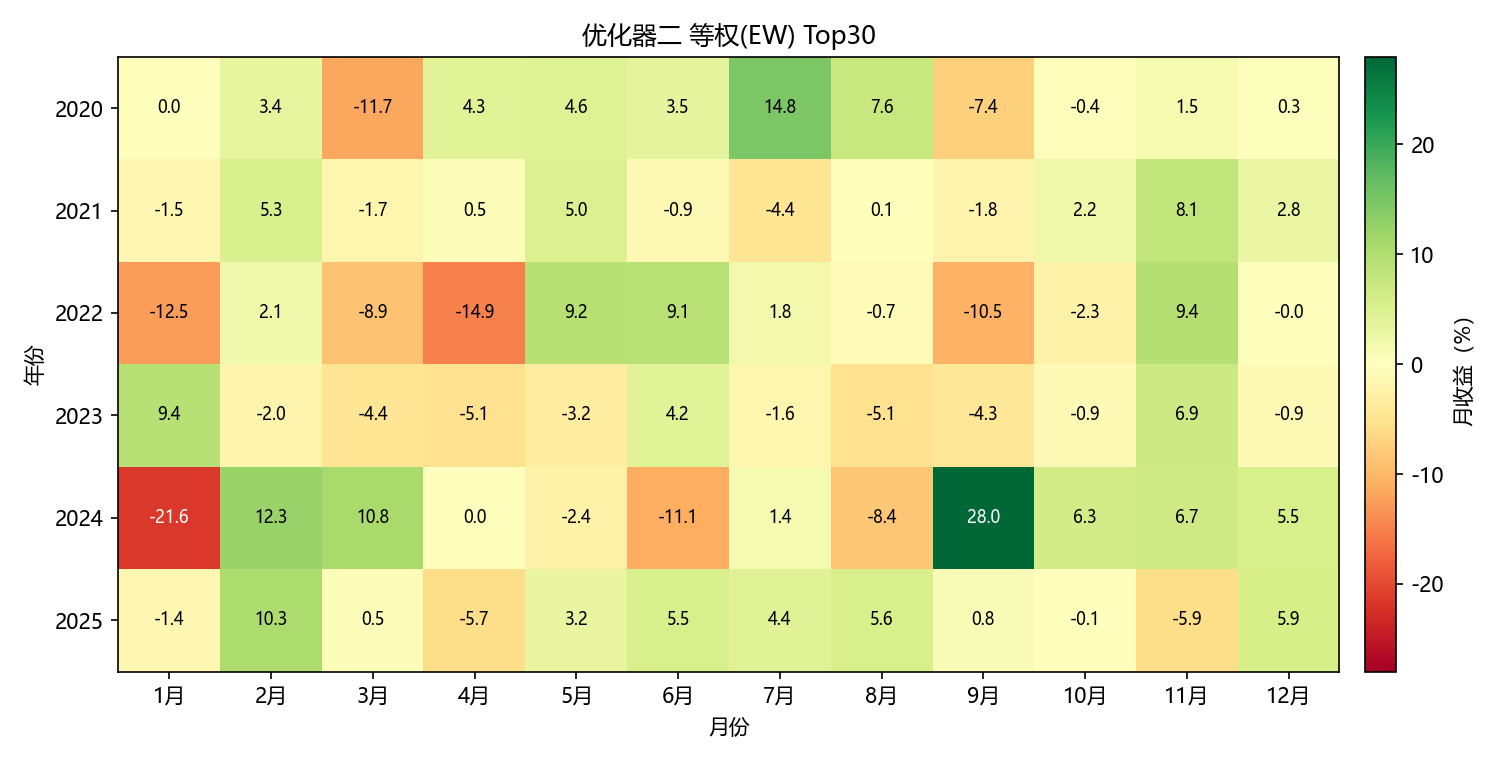 优化器二 等权(EW) Top30
年份
2020 0.0 3.4 -11.7 4.3 4.6 3.5 14.8 7.6 -7.4 -0.4 1.5 0.3
2021 -1.5 5.3 -1.7 0.5 5.0 -0.9 -4.4 0.1 -1.8 2.2 8.1 2.8
2022 -12.5 2.1 -8.9 -14.9 9.2 9.1 1.8 -0.7 -10.5 -2.3 9.4 -0.0
2023 9.4 -2.0 -4.4 -5.1 -3.2 4.2 -1.6 -5.1 -4.3 -0.9 6.9 -0.9
2024 -21.6 12.3 10.8 0.0 -2.4 -11.1 1.4 -8.4 28.0 6.3 6.7 5.5
2025 -1.4 10.3 0.5 -5.7 3.2 5.5 4.4 5.6 0.8 -0.1 -5.9 5.9
1月 2月 3月 4月 5月 6月 7月 8月 9月 10月 11月 12月
月份
20
10
0
-10
-20
月收益 (%)